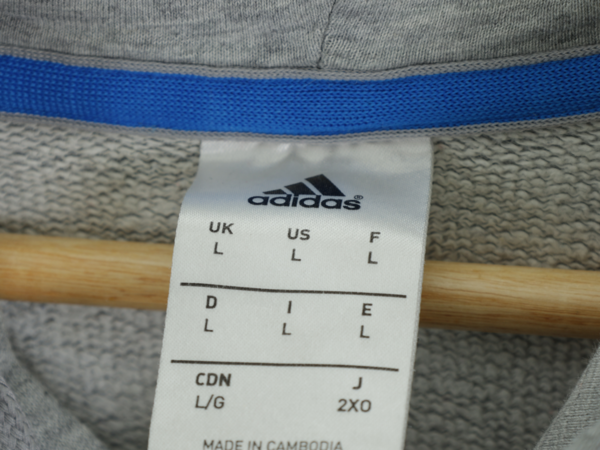 adidas
UK US F
L L L
D I E
L L L
CDN J
L/G 2XO
MADE IN CAMBODIA